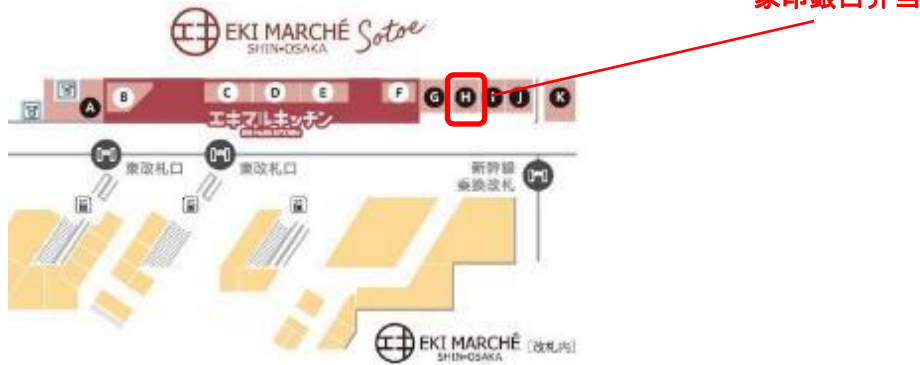 象印銀白弁当
EKI MARCHÉ Sotoe
SHIN-OSAKA
A
B
C
D
E
F
G
H
I
J
K
エキマルキッチン
東改札口
東改札口
新幹線
乗換改札
EKI MARCHÉ [改札内]
SHIN-OSAKA